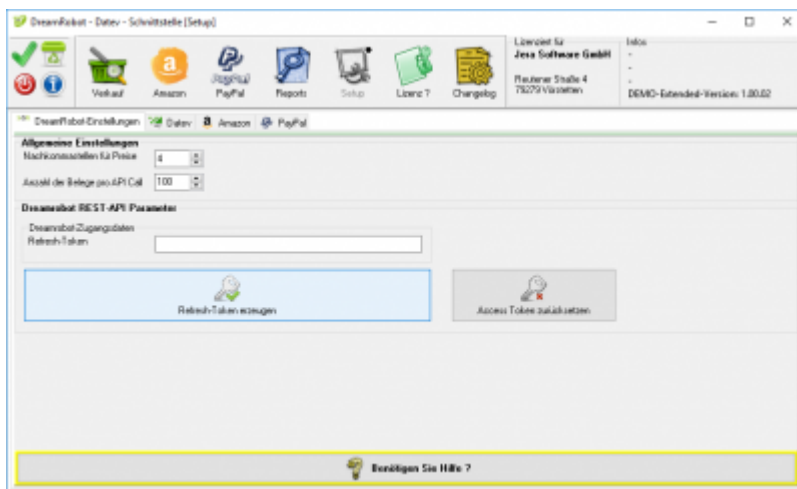 DreamRobot - Datev - Schnittstelle [Setup]
Verkauf
Amazon
PayPal
PayPal
Reports
Setup
Lizenz ?
Changelog
Lizenziert für
Jera Software GmbH
Reutener Straße 4
79279 Vörstetten
Infos
-
-
-
DEMO-Extended-Version: 1.00.02
DreamRobot-Einstellungen
Datev
Amazon
PayPal
Allgemeine Einstellungen
Nachkommastellen für Preise
4
Anzahl der Belege pro API Call
100
Dreamrobot REST-API Parameter
Dreamrobot-Zugangsdaten
Refresh-Token
Refresh-Token erzeugen
Access Token zurücksetzen
Benötigen Sie Hilfe ?